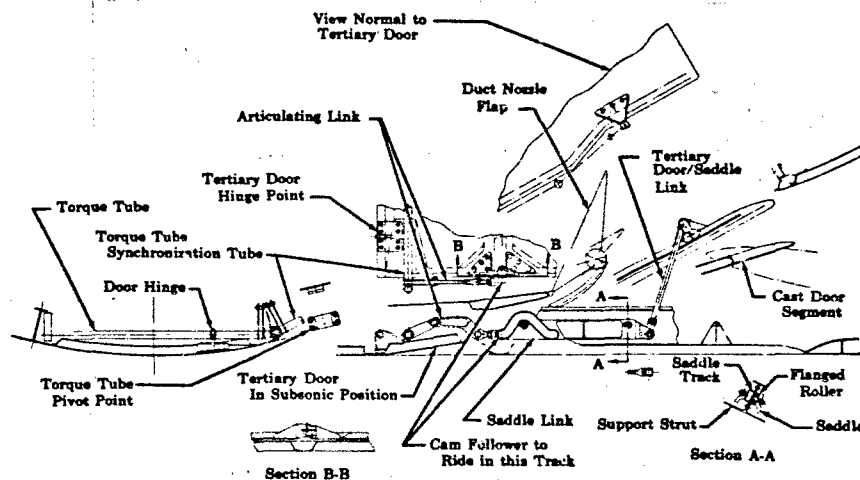 View Normal to
Tertiary Door
Duct Nozzle
Flap
Articulating Link
Tertiary
Door/Saddle
Link
Tertiary Door
Hinge Point
Torque Tube
Torque Tube
Synchronization Tube
B
B
Door Hinge
A
Cast Door
Segment
A
Torque Tube
Pivot Point
Tertiary Door
In Subsonic Position
Saddle
Track
Flanged
Roller
Saddle Link
Support Strut
Saddle
Cam Follower to
Ride in this Track
Section A-A
Section B-B